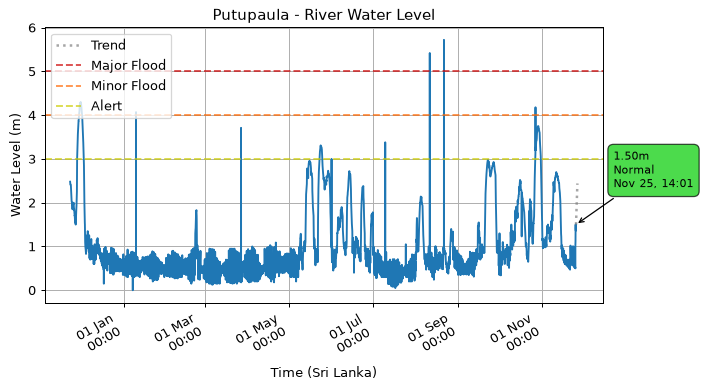 Putupaula - River Water Level
Water Level (m)
6
5
4
3
2
1
0
Trend
Major Flood
Minor Flood
Alert
1.50m
Normal
Nov 25, 14:01
01 Jan
00:00
01 Mar
00:00
01 May
00:00
01 Jul
00:00
01 Sep
00:00
01 Nov
00:00
Time (Sri Lanka)